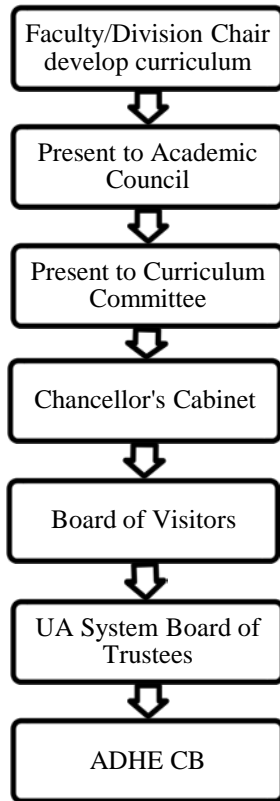 Faculty/Division Chair
develop curriculum
Present to Academic
Council
Present to Curriculum
Committee
Chancellor's Cabinet
Board of Visitors
UA System Board of
Trustees
ADHE CB